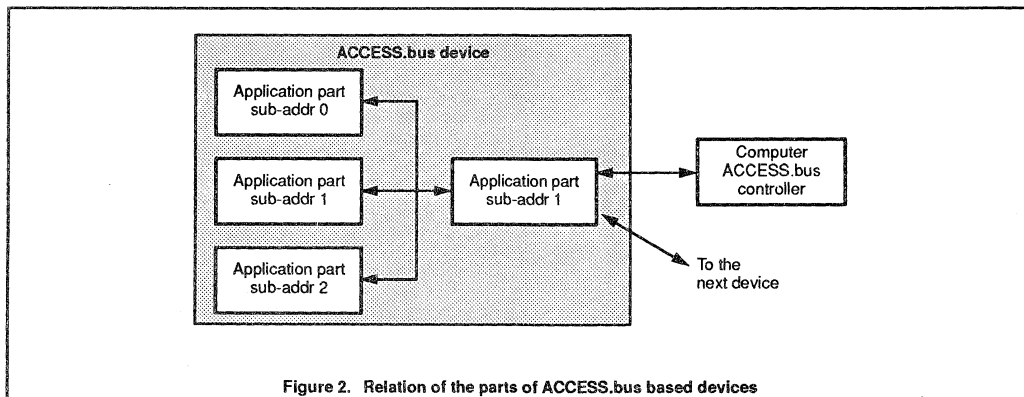 ACCESS.bus device
Application part
sub-addr 0
Application part
sub-addr 1
Application part
sub-addr 2
Application part
sub-addr 1
Computer
ACCESS.bus
controller
To the
next device
Figure 2. Relation of the parts of ACCESS.bus based devices